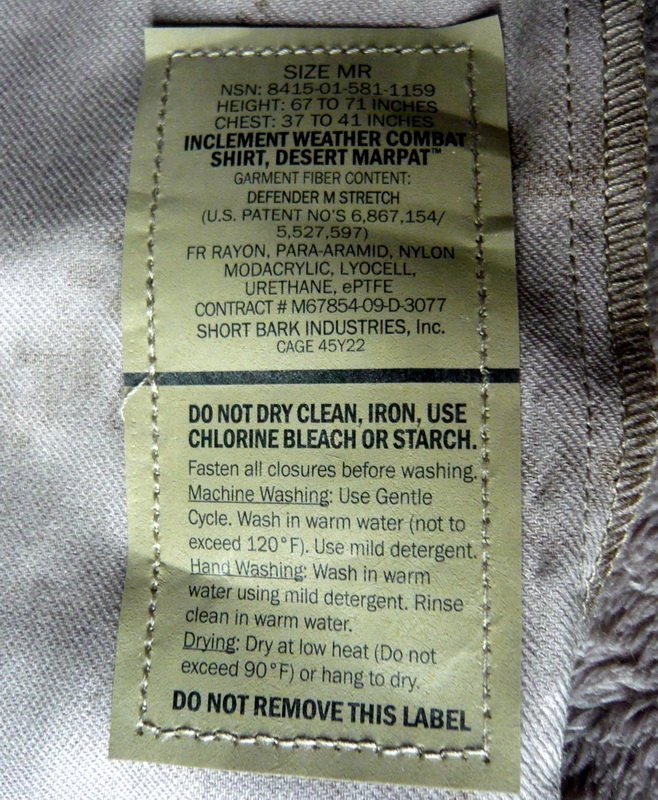 SIZE MR
NSN: 8415-01-581-1159
HEIGHT: 67 TO 71 INCHES
CHEST: 37 TO 41 INCHES
INCLEMENT WEATHER COMBAT
SHIRT, DESERT MARPAT™
GARMENT FIBER CONTENT:
DEFENDER M STRETCH
(U.S. PATENT NO'S 6,867,154/
5,527,597)
FR RAYON, PARA-ARAMID, NYLON
MODACRYLIC, LYOCELL,
URETHANE, ePTFE
CONTRACT # M67854-09-D-3077
SHORT BARK INDUSTRIES, Inc.
CAGE 45Y22
DO NOT DRY CLEAN, IRON, USE
CHLORINE BLEACH OR STARCH.
Fasten all closures before washing.
Machine Washing: Use Gentle
Cycle. Wash in warm water (not to
exceed 120°F). Use mild detergent.
Hand Washing: Wash in warm
water using mild detergent. Rinse
clean in warm water.
Drying: Dry at low heat (Do not
exceed 90°F) or hang to dry.
DO NOT REMOVE THIS LABEL